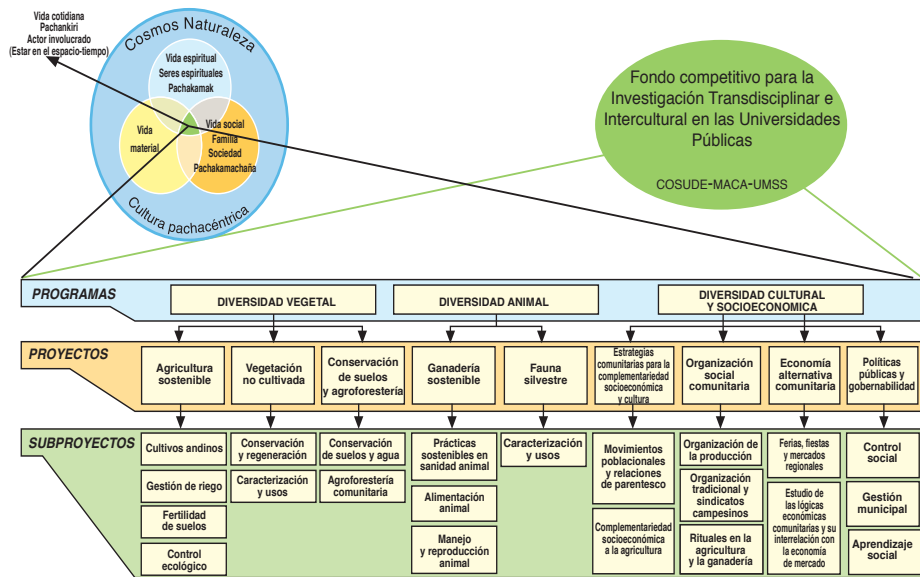 Vida cotidiana
Pachankiri
Actor involucrado
(Estar en el espacio-tiempo)
Cosmos Naturaleza
Vida espiritual
Seres espirituales
Pachakamak
Vida
material
Vida social
Familia
Sociedad
Pachakamachaña
Cultura pachacéntrica
Fondo competitivo para la
Investigación Transdisciplinar e
Intercultural en las Universidades
Públicas
COSUDE-MACA-UMSS
PROGRAMAS
DIVERSIDAD VEGETAL
DIVERSIDAD ANIMAL
DIVERSIDAD CULTURAL
Y SOCIOECONOMICA
PROYECTOS
Agricultura
sostenible
Vegetación
no cultivada
Conservación
de suelos
y agroforestería
Ganadería
sostenible
Fauna
silvestre
Estrategias
comunitarias para la
complementariedad
socioeconómica
y cultura
Organización
social
comunitaria
Economía
alternativa
comunitaria
Políticas
públicas y
gobernabilidad
SUBPROYECTOS
Cultivos andinos
Gestión de riego
Fertilidad
de suelos
Control
ecológico
Conservación
y regeneración
Caracterización
y usos
Conservación
de suelos y agua
Agroforestería
comunitaria
Prácticas
sostenibles en
sanidad animal
Alimentación
animal
Manejo
y reproducción
animal
Caracterización
y usos
Movimientos
poblacionales
y relaciones
de parentesco
Complementariedad
socioeconómica
a la agricultura
Organización de
la producción
Organización
tradicional y
sindicatos
campesinos
Rituales en la
agricultura
y la ganadería
Ferias, fiestas
y mercados
regionales
Estudio de
las lógicas
económicas
comunitarias y su
interrelación con
la economía
de mercado
Control
social
Gestión
municipal
Aprendizaje
social